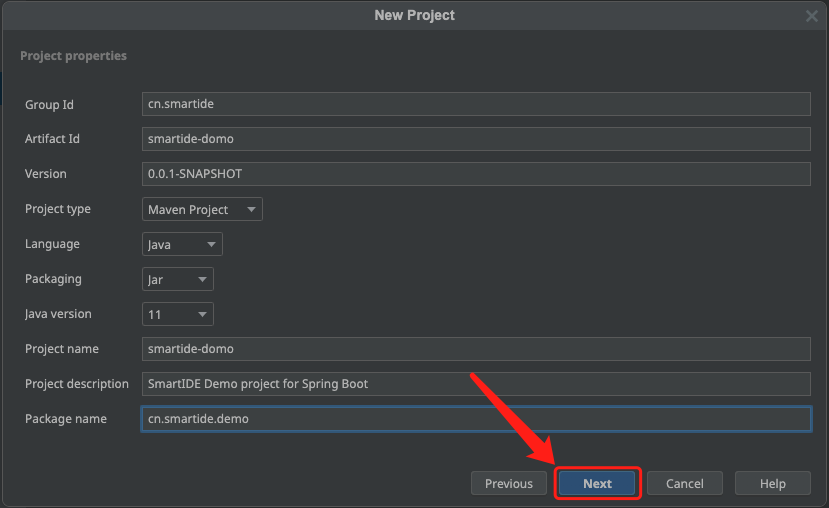 New Project
Project properties
Group Id cn.smartide
Artifact Id smartide-domo
Version 0.0.1-SNAPSHOT
Project type Maven Project
Language Java
Packaging Jar
Java version 11
Project name smartide-domo
Project description SmartIDE Demo project for Spring Boot
Package name cn.smartide.demo
Previous Next Cancel Help